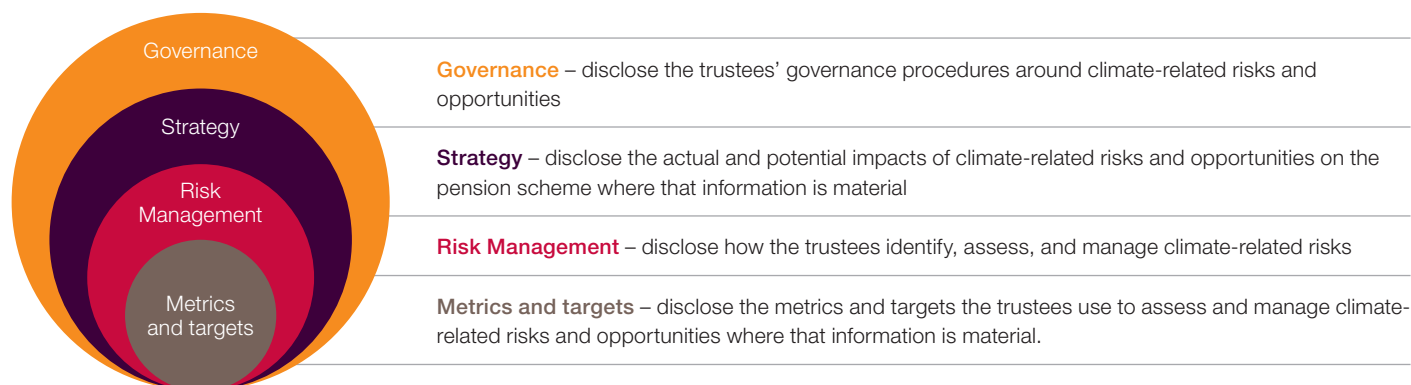 Governance
Strategy
Risk
Management
Metrics
and targets
Governance – disclose the trustees’ governance procedures around climate-related risks and
opportunities
Strategy – disclose the actual and potential impacts of climate-related risks and opportunities on the
pension scheme where that information is material
Risk Management – disclose how the trustees identify, assess, and manage climate-related risks
Metrics and targets – disclose the metrics and targets the trustees use to assess and manage climate-
related risks and opportunities where that information is material.